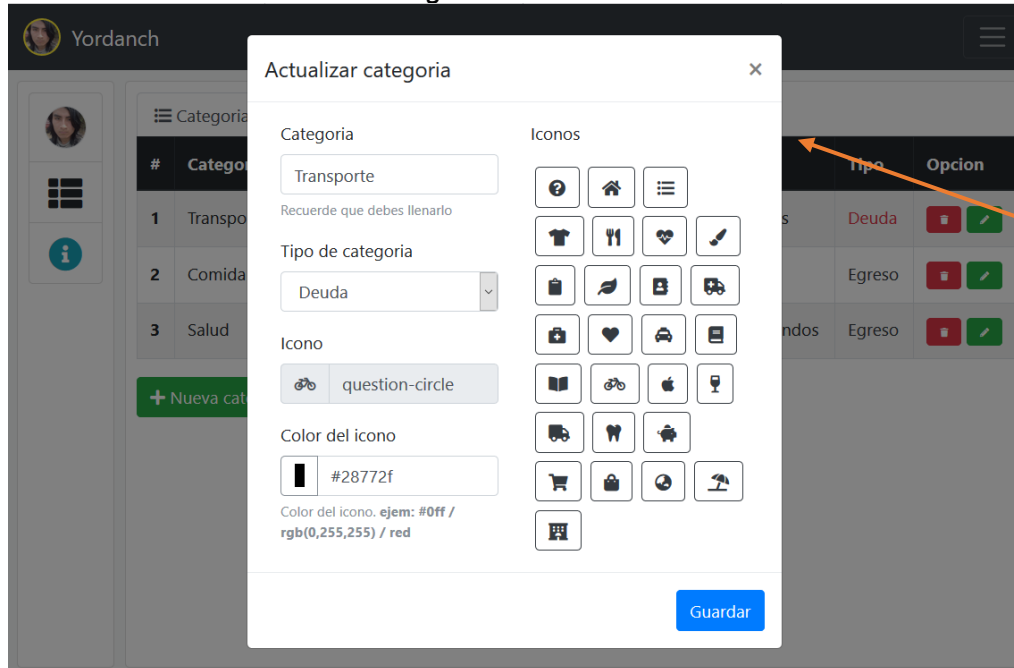 Yordanch
Actualizar categoria
×
Categoria
Categoria
Iconos
# Categor Tipo Opcion
Transporte
Recuerde que debes llenarlo
1 Transpo s Deuda
Tipo de categoria
2 Comida Egreso
Deuda
3 Salud ndos Egreso
Icono
question-circle
+ Nueva cat
Color del icono
#28772f
Color del icono. ejem: #0ff /
rgb(0,255,255) / red
Guardar